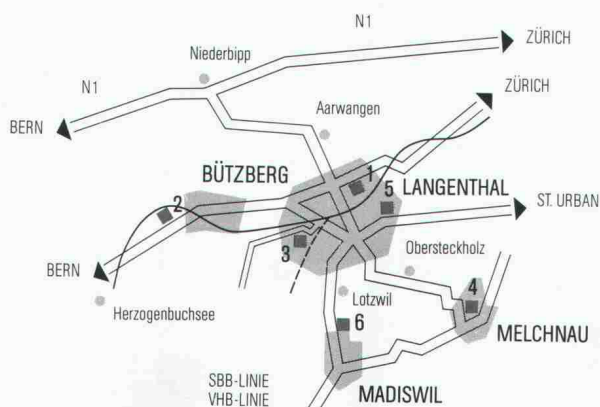 N1
ZÜRICH
Niederbipp
N1
ZÜRICH
BERN
Aarwangen
BÜTZBERG
1
LANGENTHAL
5
2
ST. URBAN
3
Obersteckholz
BERN
4
Herzogenbuchsee
Lotzwil
6
MELCHNAU
SBB-LINIE
VHB-LINIE
MADISWIL